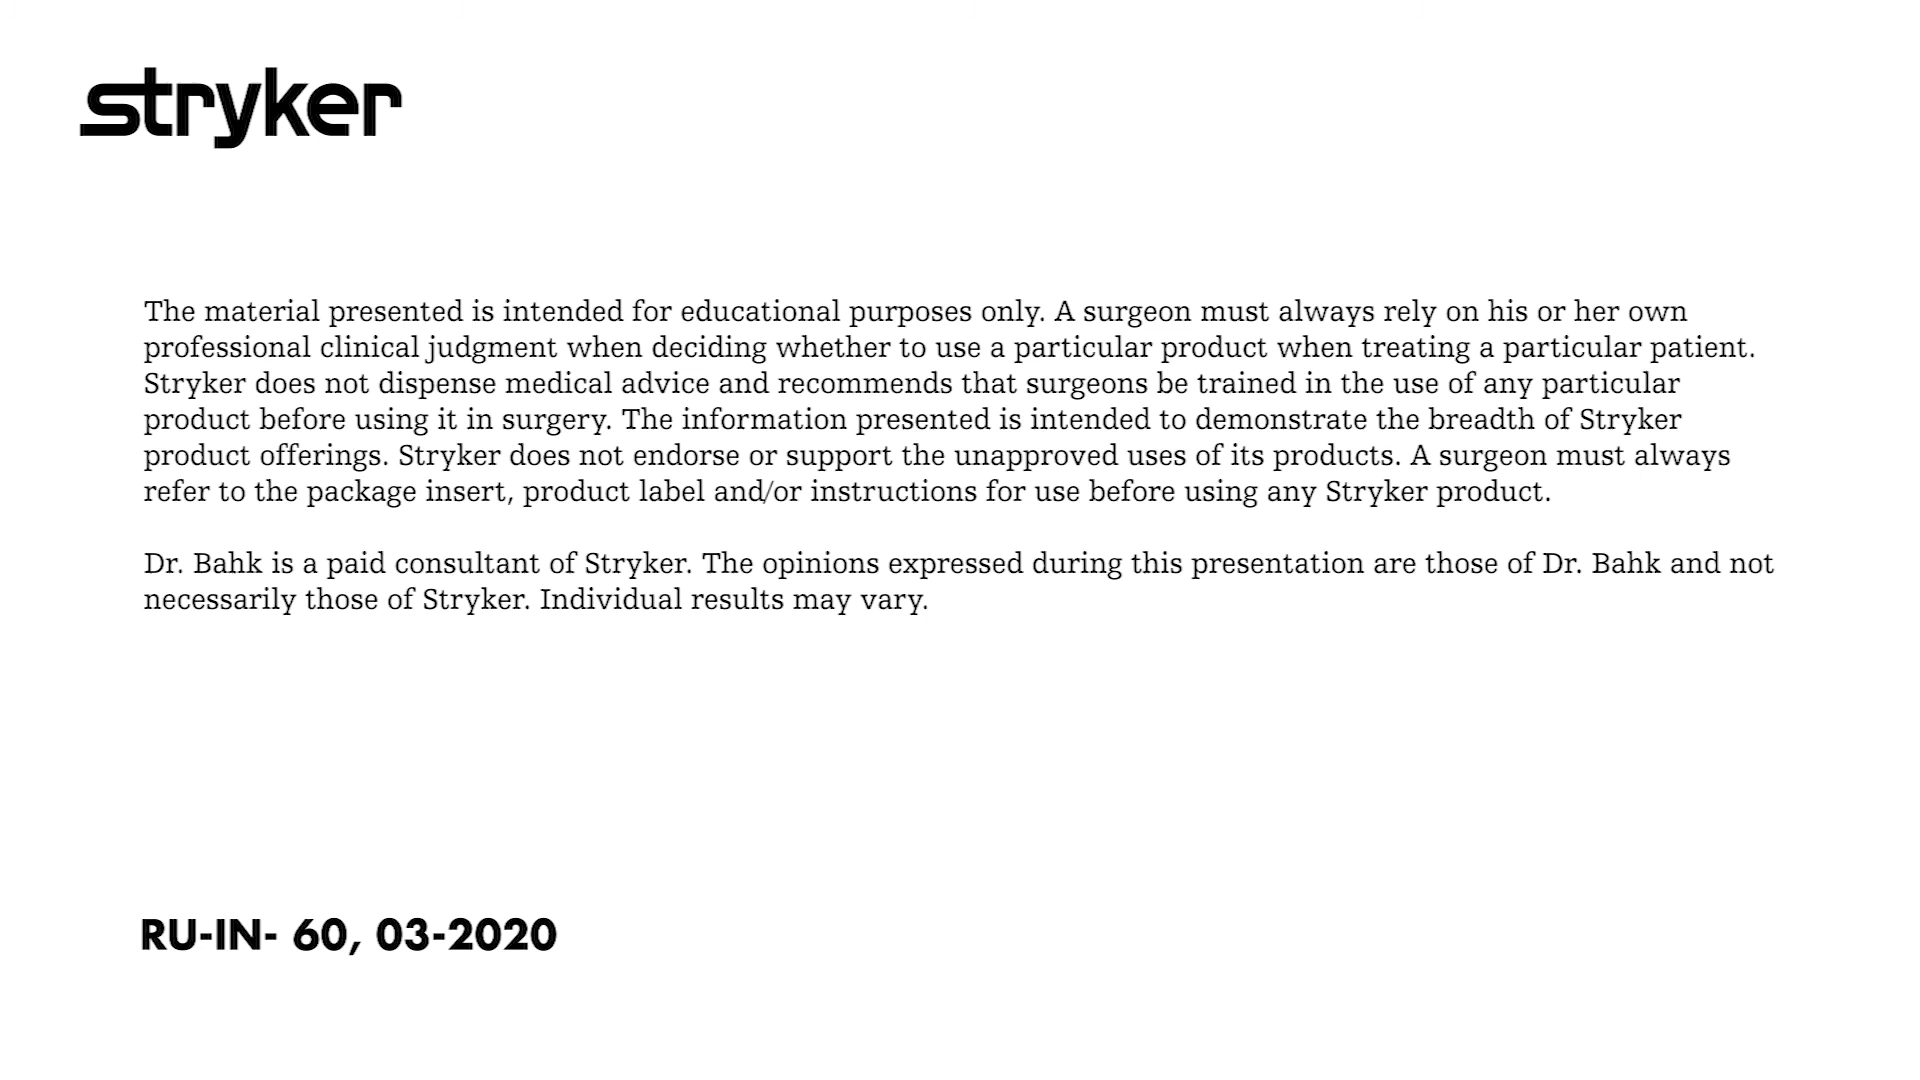 stryker
The material presented is intended for educational purposes only. A surgeon must always rely on his or her own
professional clinical judgment when deciding whether to use a particular product when treating a particular patient.
Stryker does not dispense medical advice and recommends that surgeons be trained in the use of any particular
product before using it in surgery. The information presented is intended to demonstrate the breadth of Stryker
product offerings. Stryker does not endorse or support the unapproved uses of its products. A surgeon must always
refer to the package insert, product label and/or instructions for use before using any Stryker product.
Dr. Bahk is a paid consultant of Stryker. The opinions expressed during this presentation are those of Dr. Bahk and not
necessarily those of Stryker. Individual results may vary.
RU-IN- 60, 03-2020